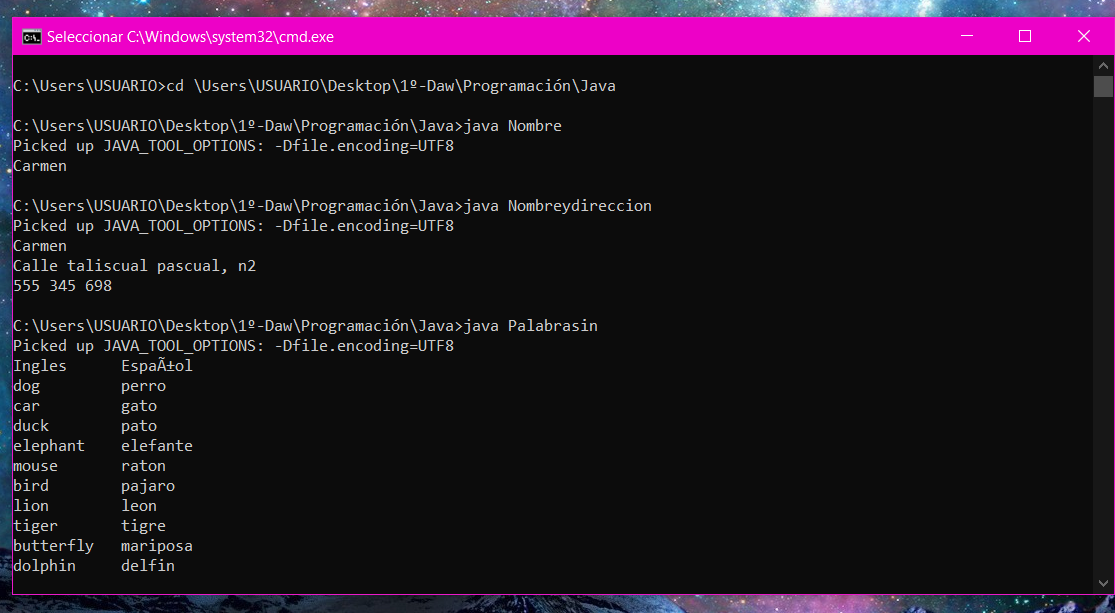 Seleccionar C:\Windows\system32\cmd.exe
C:\Users\USUARIO>cd \Users\USUARIO\Desktop\1º-Daw\Programación\Java
C:\Users\USUARIO\Desktop\1º-Daw\Programación\Java>java Nombre
Picked up JAVA_TOOL_OPTIONS: -Dfile.encoding=UTF8
Carmen
C:\Users\USUARIO\Desktop\1º-Daw\Programación\Java>java Nombreydireccion
Picked up JAVA_TOOL_OPTIONS: -Dfile.encoding=UTF8
Carmen
Calle taliscual pascual, n2
555 345 698
C:\Users\USUARIO\Desktop\1º-Daw\Programación\Java>java Palabrasin
Picked up JAVA_TOOL_OPTIONS: -Dfile.encoding=UTF8
Ingles EspaÃ±ol
dog perro
car gato
duck pato
elephant elefante
mouse raton
bird pajaro
lion leon
tiger tigre
butterfly mariposa
dolphin delfin